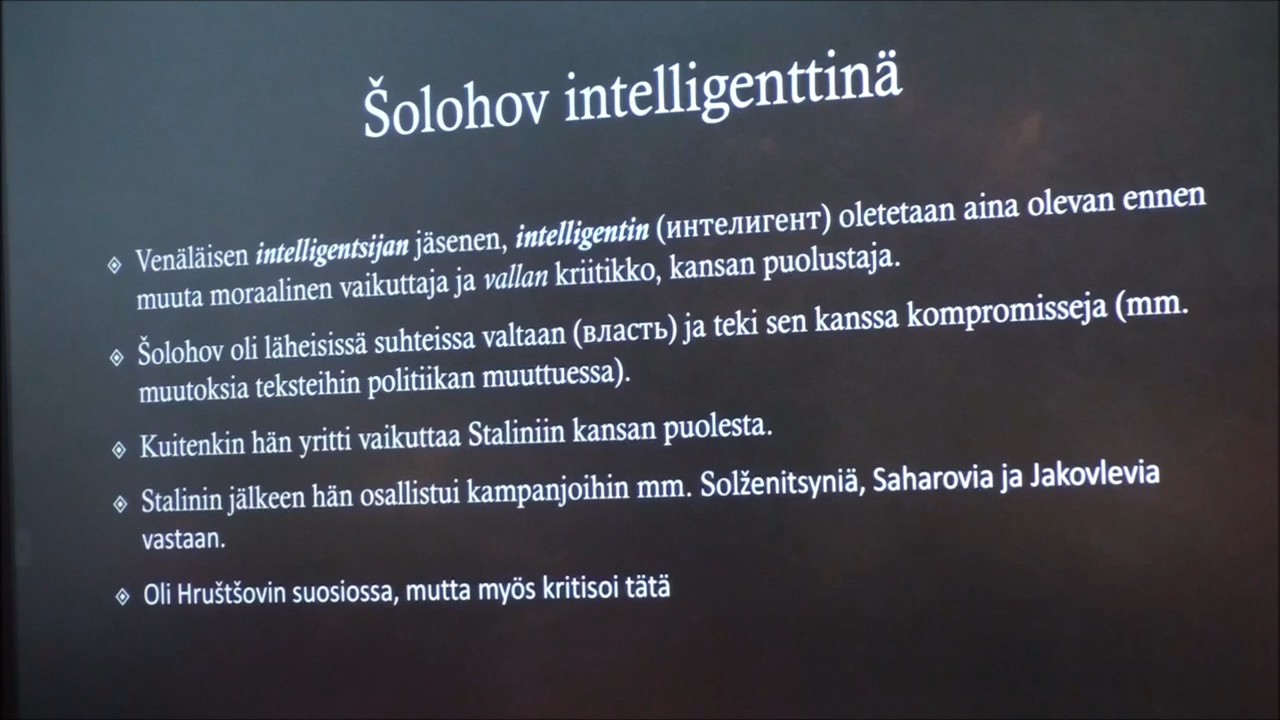 Šolohov intelligenttinä
Venäläisen intelligentsijan jäsenen, intelligentin (интелигент) oletetaan aina olevan ennen
muuta moraalinen vaikuttaja ja vallan kriitikko, kansan puolustaja.
Šolohov oli läheisissä suhteissa valtaan (власть) ja teki sen kanssa kompromisseja (mm.
muutoksia teksteihin politiikan muuttuessa).
Kuitenkin hän yritti vaikuttaa Staliniin kansan puolesta.
Stalinin jälkeen hän osallistui kampanjoihin mm. Solženitsyniä, Saharovia ja Jakovlevia
vastaan.
Oli Hruštšovin suosiossa, mutta myös kritisoi tätä